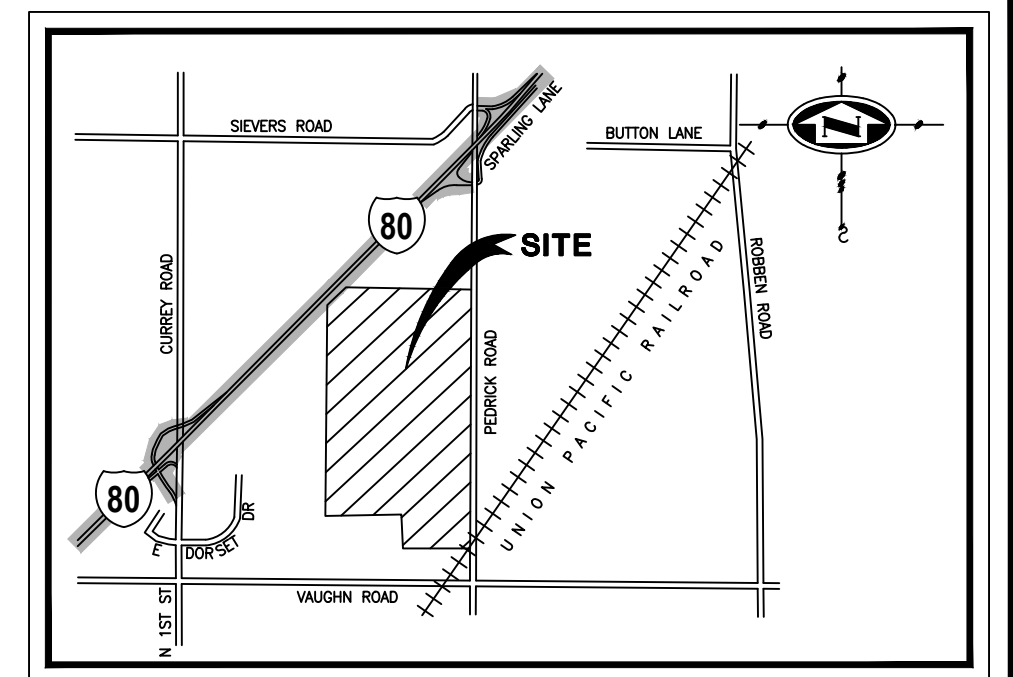 SIEVERS ROAD
SPARLING LANE
BUTTON LANE
N
S
80
SITE
CURREY ROAD
ROBBEN ROAD
PEDRICK ROAD
UNION PACIFIC RAILROAD
80
E DORSET DR
VAUGHN ROAD
N 1ST ST